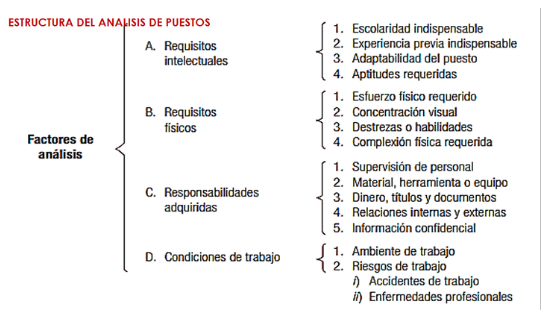 ESTRUCTURA DEL ANALISIS DE PUESTOS
Factores de
análisis
A. Requisitos
intelectuales
1. Escolaridad indispensable
2. Experiencia previa indispensable
3. Adaptabilidad del puesto
4. Aptitudes requeridas
B. Requisitos
físicos
1. Esfuerzo físico requerido
2. Concentración visual
3. Destrezas o habilidades
4. Complexión física requerida
C. Responsabilidades
adquiridas
1. Supervisión de personal
2. Material, herramienta o equipo
3. Dinero, títulos y documentos
4. Relaciones internas y externas
5. Información confidencial
D. Condiciones de trabajo
1. Ambiente de trabajo
2. Riesgos de trabajo
i) Accidentes de trabajo
ii) Enfermedades profesionales